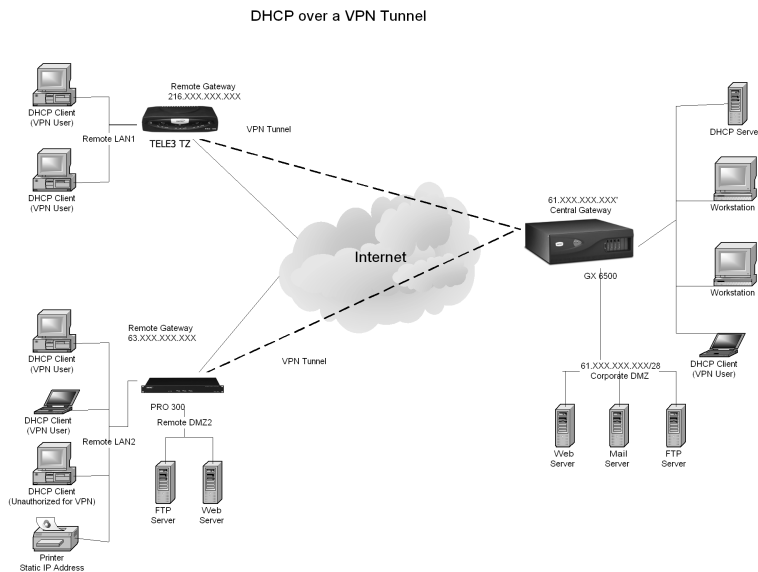 DHCP over a VPN Tunnel
Remote Gateway
216.XXX.XXX.XXX
DHCP Client
(VPN User)
Remote LAN1
TELE3 TZ
VPN Tunnel
DHCP Serve
DHCP Client
(VPN User)
61.XXX.XXX.XXX'
Central Gateway
Workstation
Internet
GX 6500
Workstation
Remote Gateway
63.XXX.XXX.XXX
DHCP Client
(VPN User)
VPN Tunnel
61.XXX.XXX.XXX/28
Corporate DMZ
DHCP Client
(VPN User)
PRO 300
Remote DMZ2
DHCP Client
(VPN User)
Remote LAN2
Web
Server
Mail
Server
FTP
Server
DHCP Client
(Unauthorized for VPN)
FTP
Server
Web
Server
Printer
Static IP Address